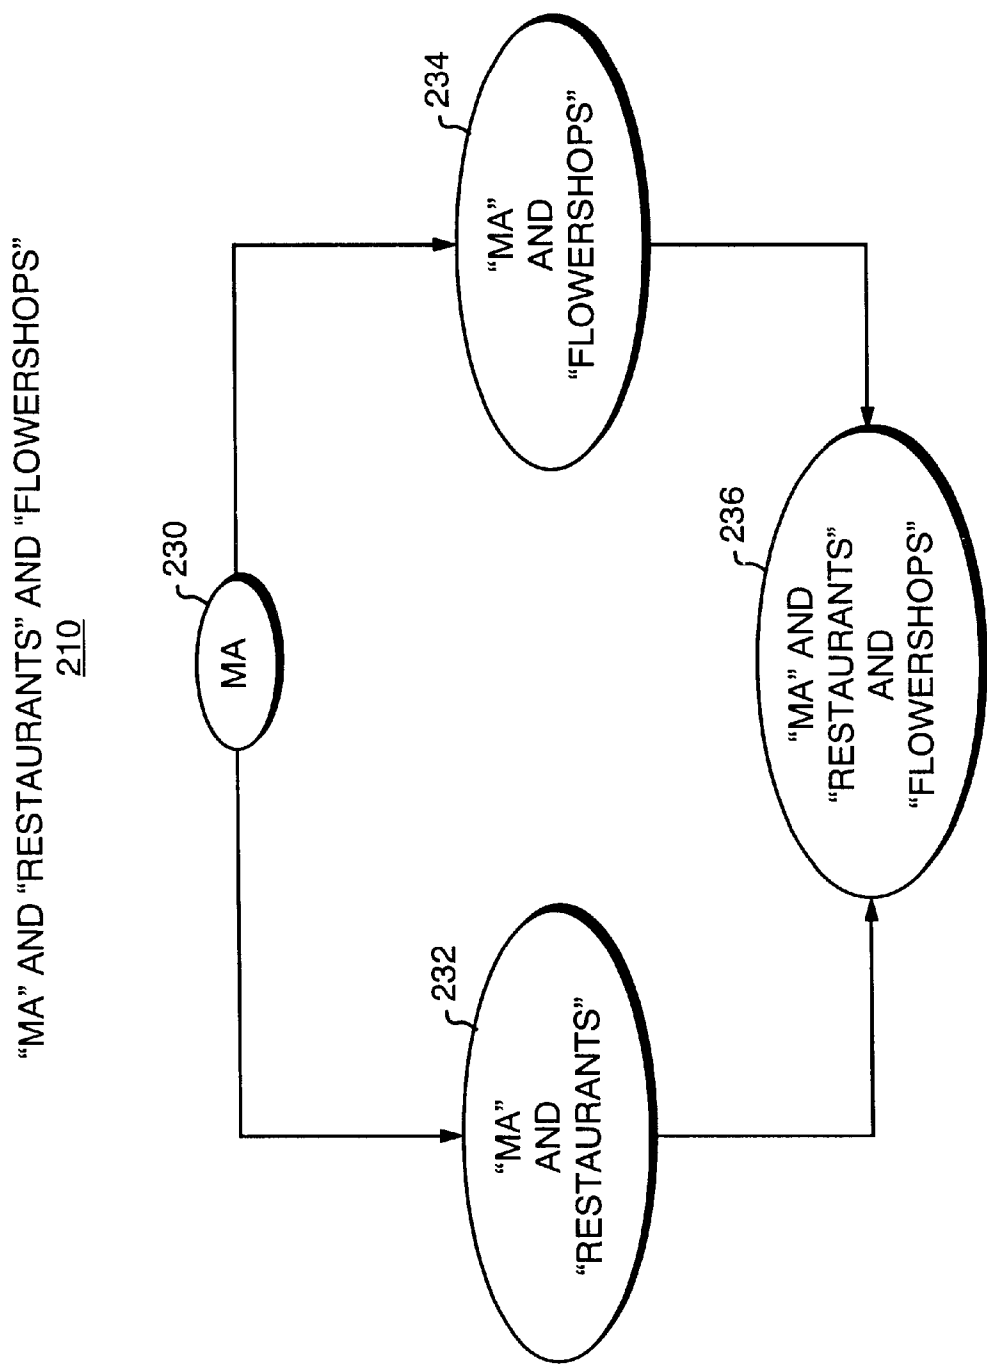 “MA” AND “RESTAURANTS” AND “FLOWERSHOPS”
210
230
MA
232
“MA”
AND
“RESTAURANTS”
234
“MA”
AND
“FLOWERSHOPS”
236
“MA” AND
“RESTAURANTS”
AND
“FLOWERSHOPS”